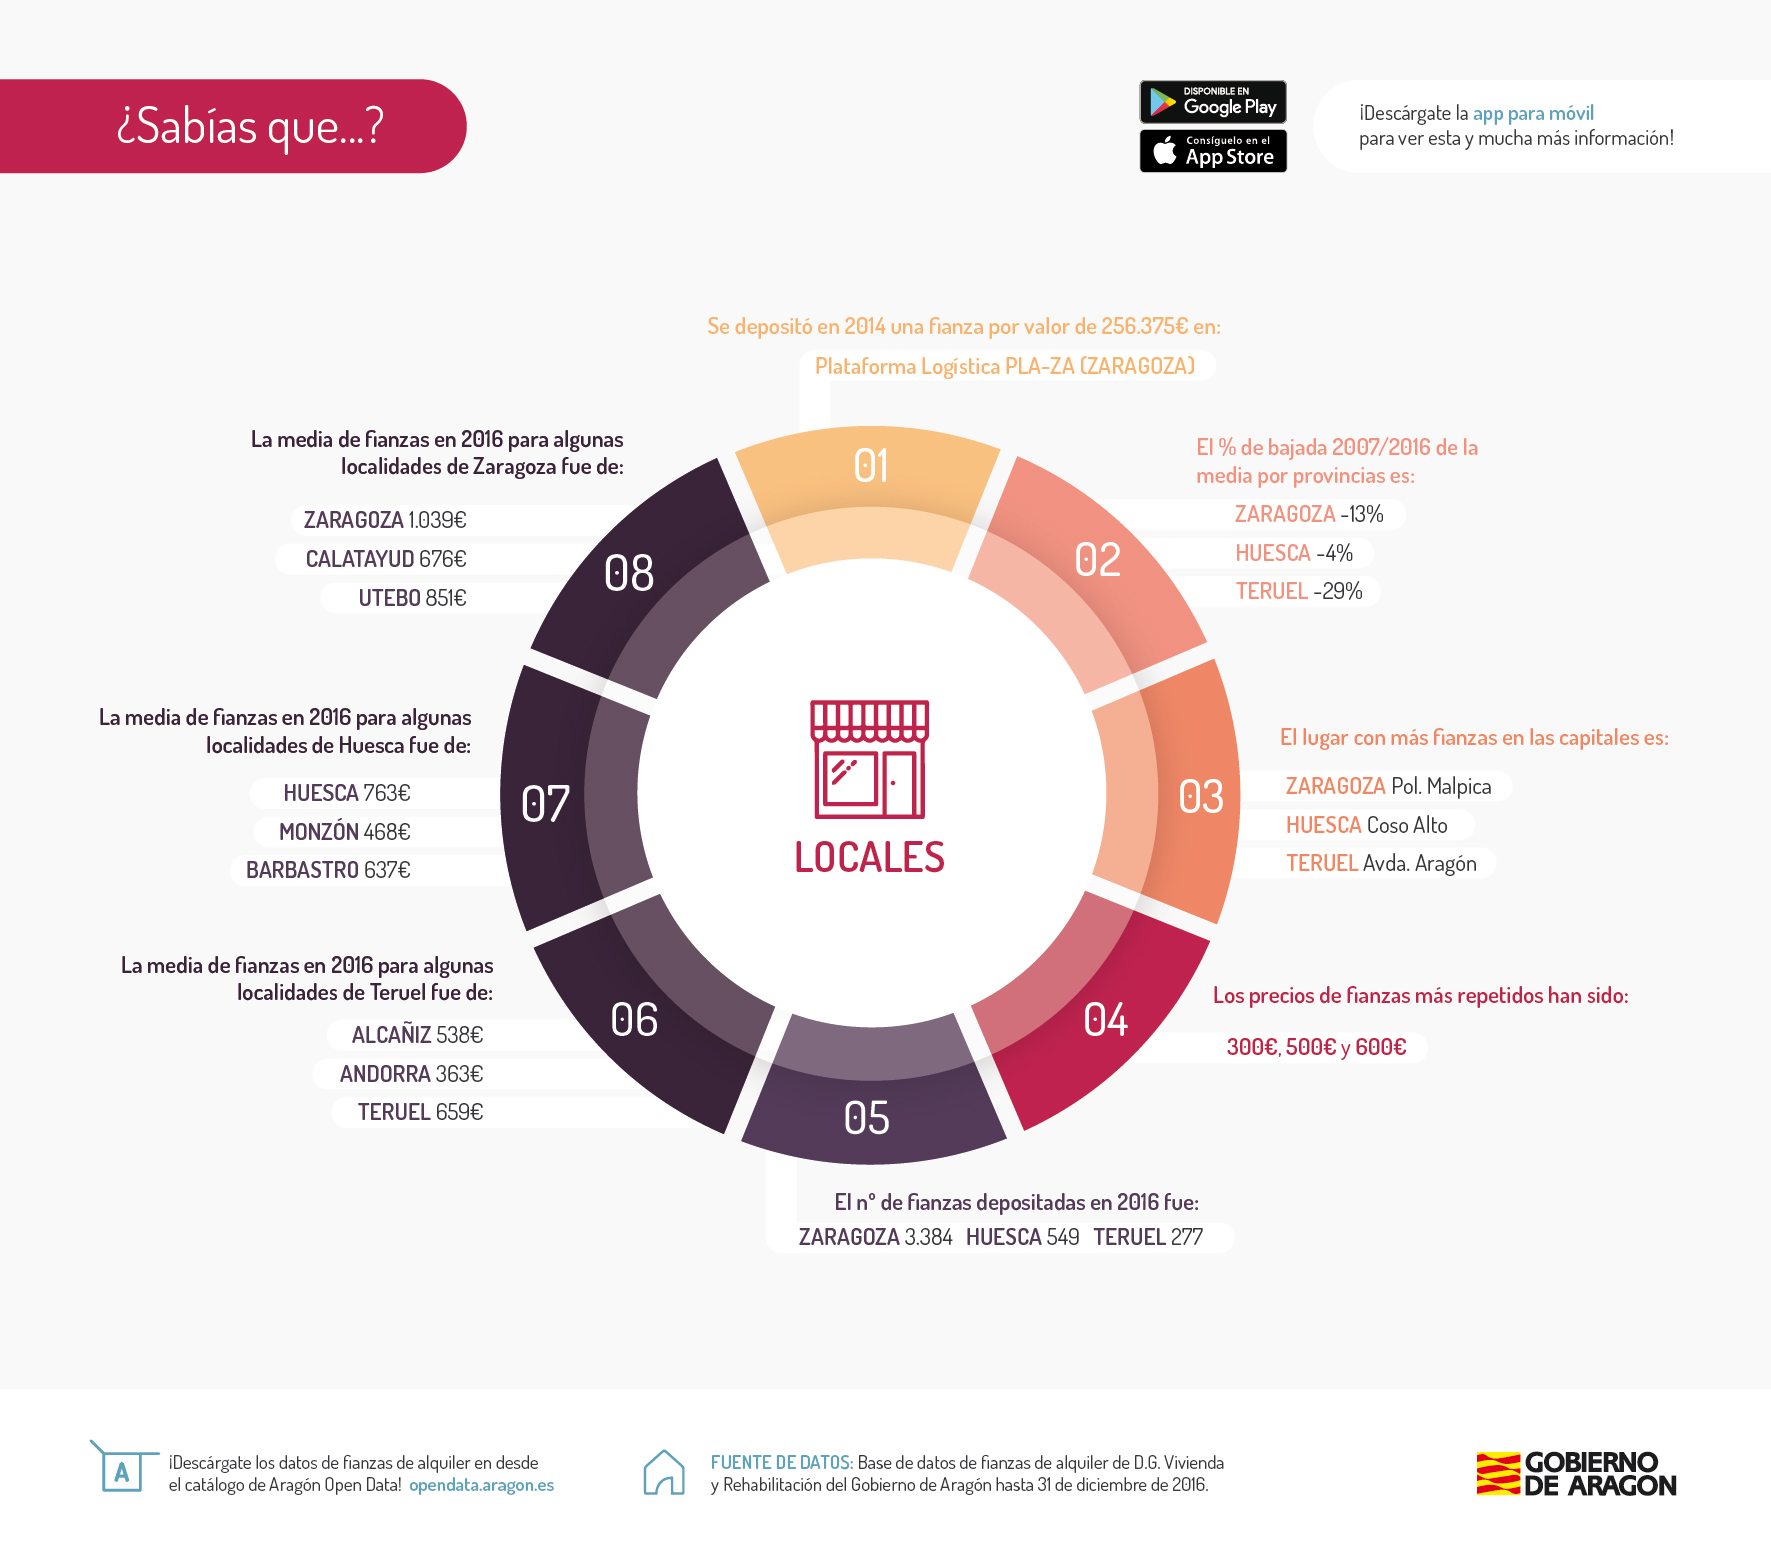 ¿Sabías que...?
DISPONIBLE EN
Google Play
Consíguelo en el
App Store
¡Descárgate la app para móvil
para ver esta y mucha más información!
Se depositó en 2014 una fianza por valor de 256.375€ en:
Plataforma Logística PLA-ZA (ZARAGOZA)
01
El % de bajada 2007/2016 de la
media por provincias es:
ZARAGOZA -13%
HUESCA -4%
TERUEL -29%
02
El lugar con más fianzas en las capitales es:
ZARAGOZA Pol. Malpica
HUESCA Coso Alto
TERUEL Avda. Aragón
03
Los precios de fianzas más repetidos han sido:
300€, 500€ y 600€
04
05
El nº de fianzas depositadas en 2016 fue:
ZARAGOZA 3.384 HUESCA 549 TERUEL 277
La media de fianzas en 2016 para algunas
localidades de Teruel fue de:
ALCAÑIZ 538€
ANDORRA 363€
TERUEL 659€
06
La media de fianzas en 2016 para algunas
localidades de Huesca fue de:
HUESCA 763€
MONZÓN 468€
BARBASTRO 637€
07
La media de fianzas en 2016 para algunas
localidades de Zaragoza fue de:
ZARAGOZA 1.039€
CALATAYUD 676€
UTEBO 851€
08
LOCALES
A
¡Descárgate los datos de fianzas de alquiler en desde
el catálogo de Aragón Open Data! opendata.aragon.es
FUENTE DE DATOS: Base de datos de fianzas de alquiler de D.G. Vivienda
y Rehabilitación del Gobierno de Aragón hasta 31 de diciembre de 2016.
GOBIERNO
DE ARAGON